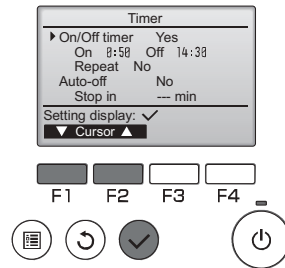 Timer
▶ On/Off timer Yes
On 8:50 Off 14:30
Repeat No
Auto-off No
Stop in --- min
Setting display: ✓
▼ Cursor ▲
F1 F2 F3 F4